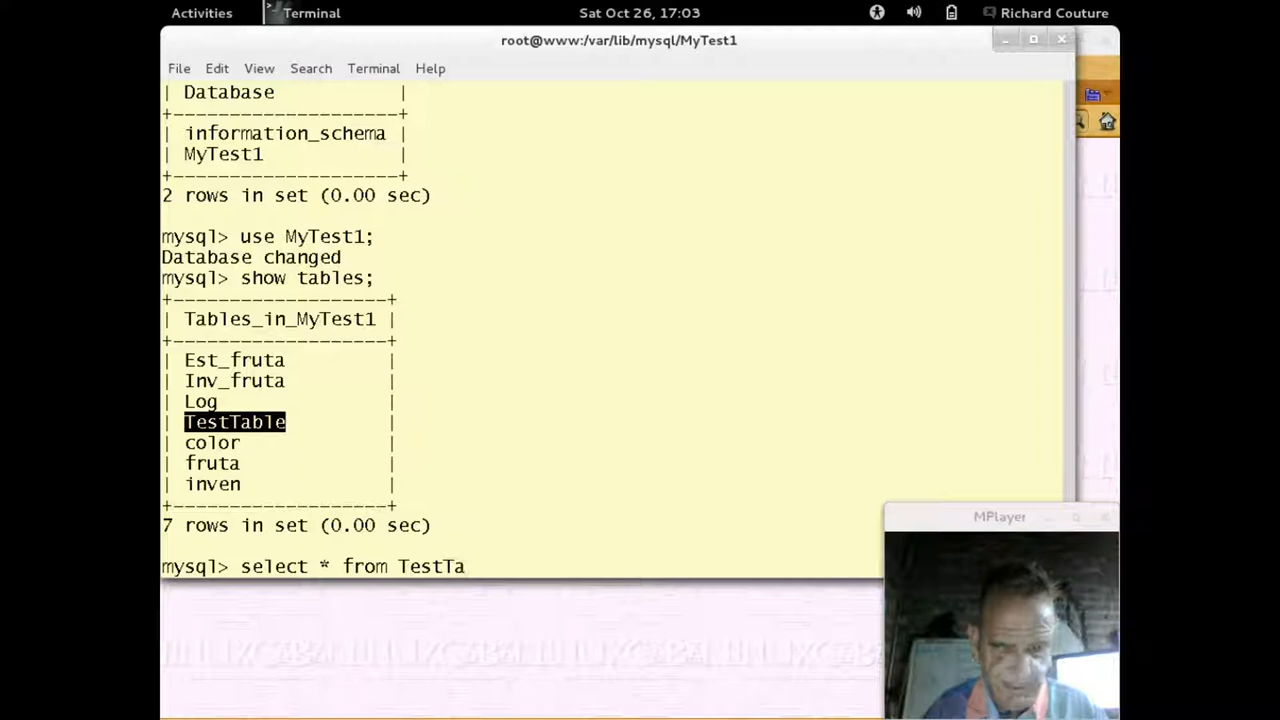 Activities Terminal Sat Oct 26, 17:03 Richard Couture
root@www:/var/lib/mysql/MyTest1
File Edit View Search Terminal Help
| Database |
+--------------------+
| information_schema |
| MyTest1 |
+--------------------+
2 rows in set (0.00 sec)
mysql> use MyTest1;
Database changed
mysql> show tables;
+-------------------+
| Tables_in_MyTest1 |
+-------------------+
| Est_fruta |
| Inv_fruta |
| Log |
| TestTable |
| color |
| fruta |
| inven |
+-------------------+
7 rows in set (0.00 sec)
mysql> select * from TestTa
MPlayer